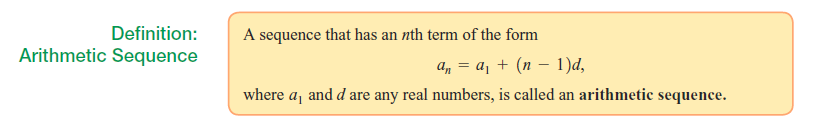 Definition:
Arithmetic Sequence
A sequence that has an nth term of the form
aₙ = a₁ + (n − 1)d,
where a₁ and d are any real numbers, is called an arithmetic sequence.